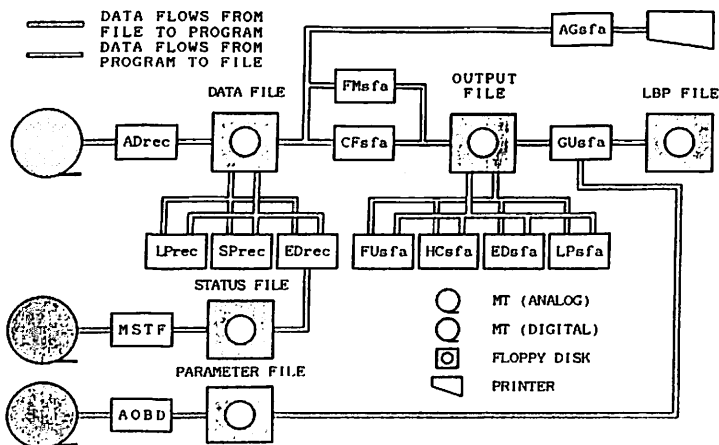 DATA FLOWS FROM
FILE TO PROGRAM
DATA FLOWS FROM
PROGRAM TO FILE
AGsfa
DATA FILE
FMsfa
OUTPUT
FILE
LBP FILE
ADrec
CFsfa
GUsfa
LPrec
SPrec
EDrec
FUsfa
HCsfa
EDsfa
LPsfa
STATUS FILE
MSTF
MT (ANALOG)
MT (DIGITAL)
FLOPPY DISK
PRINTER
PARAMETER FILE
AOBD